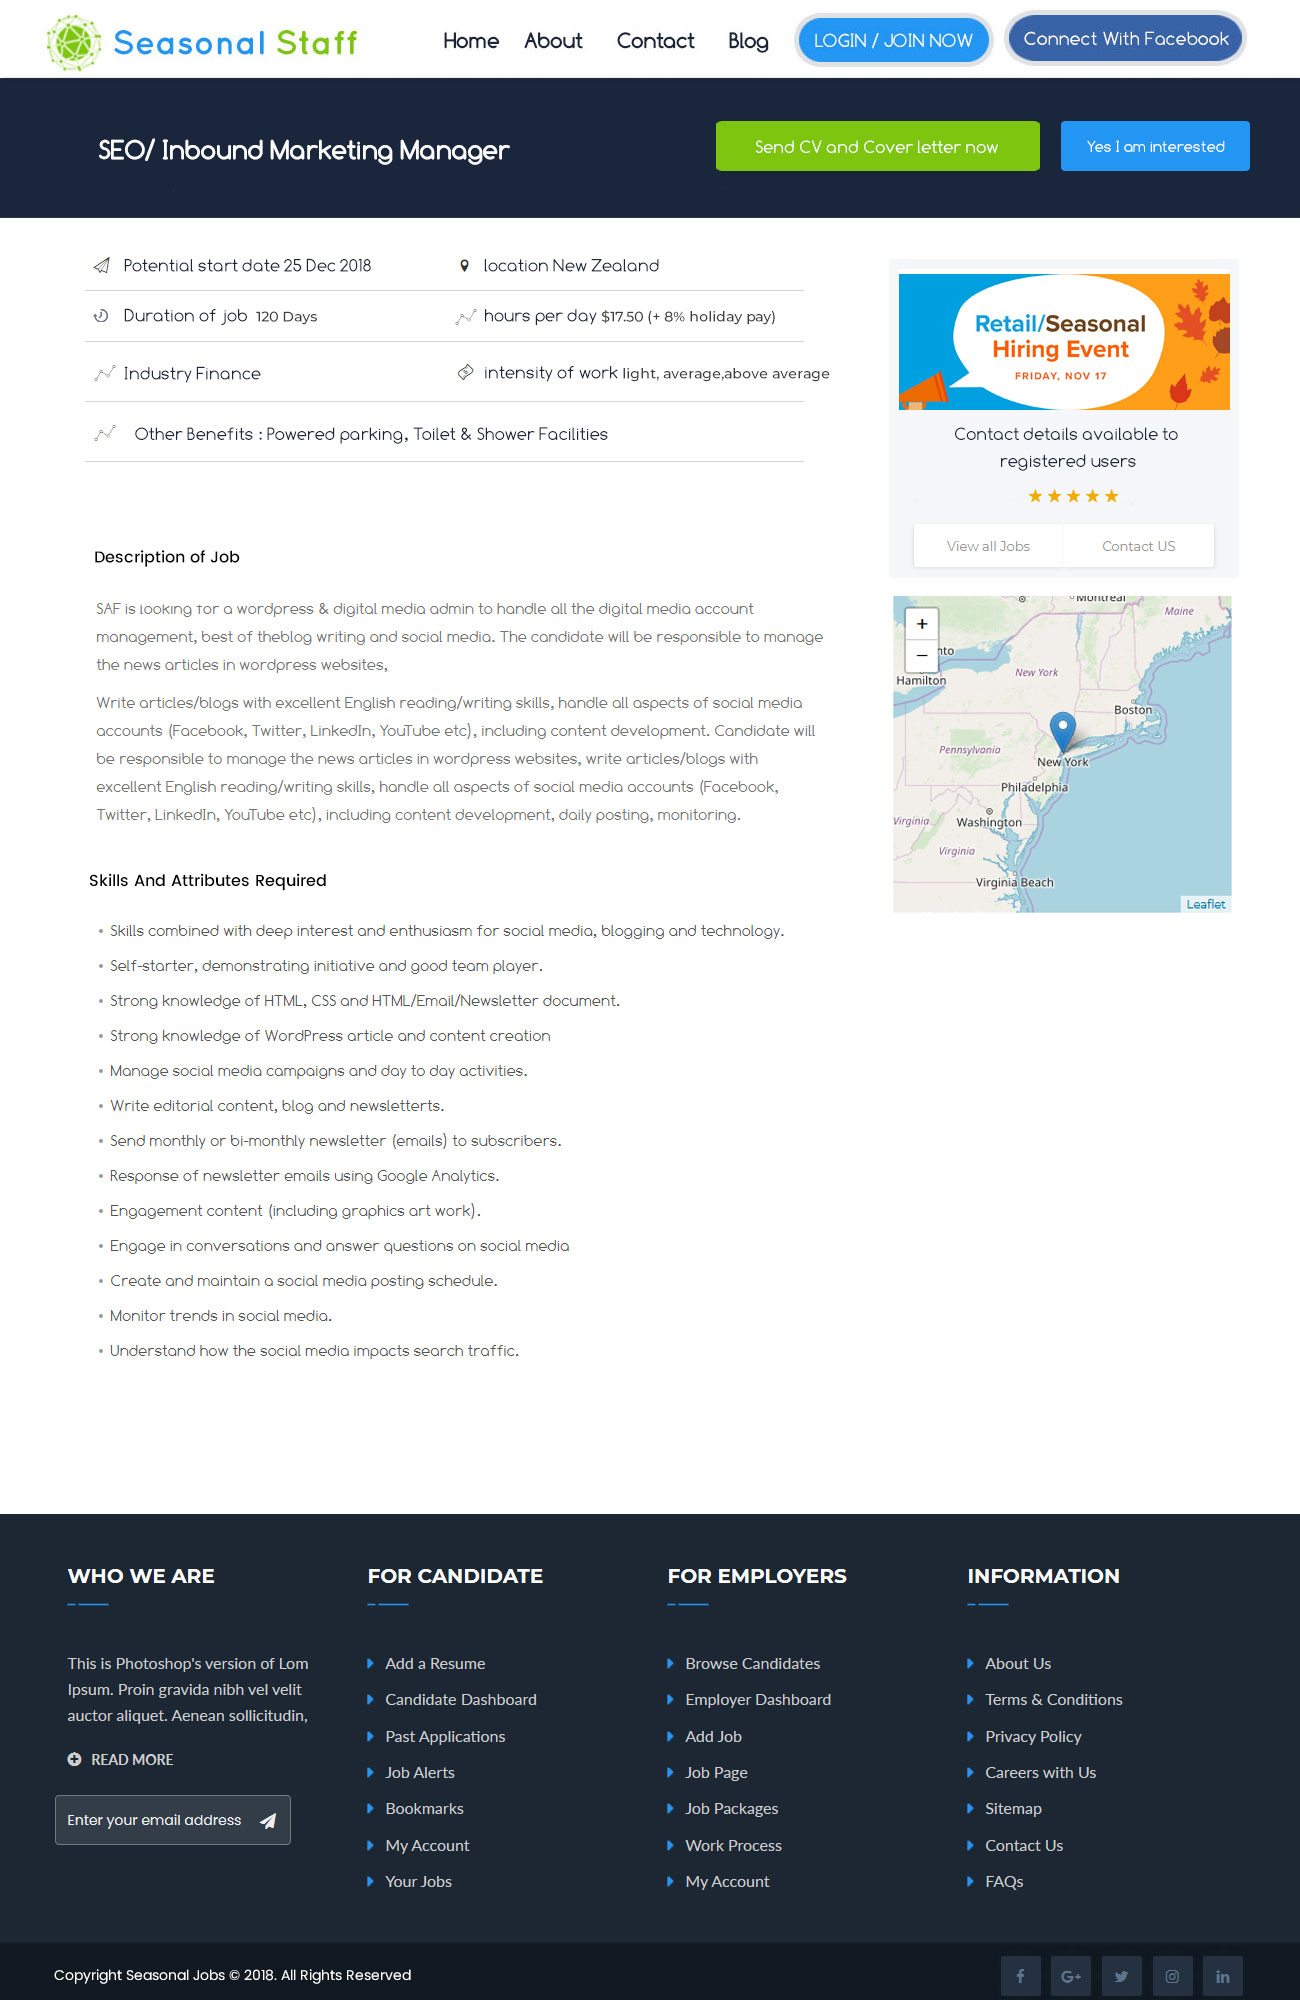 Seasonal Staff
Home About Contact Blog LOGIN / JOIN NOW Connect With Facebook
SEO/ Inbound Marketing Manager
Send CV and Cover letter now
Yes I am interested
Potential start date 25 Dec 2018
location New Zealand
Duration of job 120 Days
hours per day $17.50 (+ 8% holiday pay)
Industry Finance
intensity of work light, average,above average
Other Benefits : Powered parking, Toilet & Shower Facilities
Retail/Seasonal
Hiring Event
FRIDAY, NOV 17
Contact details available to
registered users
View all Jobs
Contact US
Description of Job
SAF is looking for a wordpress & digital media admin to handle all the digital media account
management, best of theblog writing and social media. The candidate will be responsible to manage
the news articles in wordpress websites,
Write articles/blogs with excellent English reading/writing skills, handle all aspects of social media
accounts (Facebook, Twitter, LinkedIn, YouTube etc), including content development. Candidate will
be responsible to manage the news articles in wordpress websites, write articles/blogs with
excellent English reading/writing skills, handle all aspects of social media accounts (Facebook,
Twitter, LinkedIn, YouTube etc), including content development, daily posting, monitoring.
+
−
Montreal
Maine
nto
Hamilton
New York
Boston
Pennsylvania
New York
Philadelphia
Virginia
Washington
Virginia
Virginia Beach
Leaflet
Skills And Attributes Required
• Skills combined with deep interest and enthusiasm for social media, blogging and technology.
• Self-starter, demonstrating initiative and good team player.
• Strong knowledge of HTML, CSS and HTML/Email/Newsletter document.
• Strong knowledge of WordPress article and content creation
• Manage social media campaigns and day to day activities.
• Write editorial content, blog and newsletterts.
• Send monthly or bi-monthly newsletter (emails) to subscribers.
• Response of newsletter emails using Google Analytics.
• Engagement content (including graphics art work).
• Engage in conversations and answer questions on social media
• Create and maintain a social media posting schedule.
• Monitor trends in social media.
• Understand how the social media impacts search traffic.
WHO WE ARE
This is Photoshop's version of Lom
Ipsum. Proin gravida nibh vel velit
auctor aliquet. Aenean sollicitudin,
READ MORE
Enter your email address
FOR CANDIDATE
Add a Resume
Candidate Dashboard
Past Applications
Job Alerts
Bookmarks
My Account
Your Jobs
FOR EMPLOYERS
Browse Candidates
Employer Dashboard
Add Job
Job Page
Job Packages
Work Process
My Account
INFORMATION
About Us
Terms & Conditions
Privacy Policy
Careers with Us
Sitemap
Contact Us
FAQs
Copyright Seasonal Jobs © 2018. All Rights Reserved